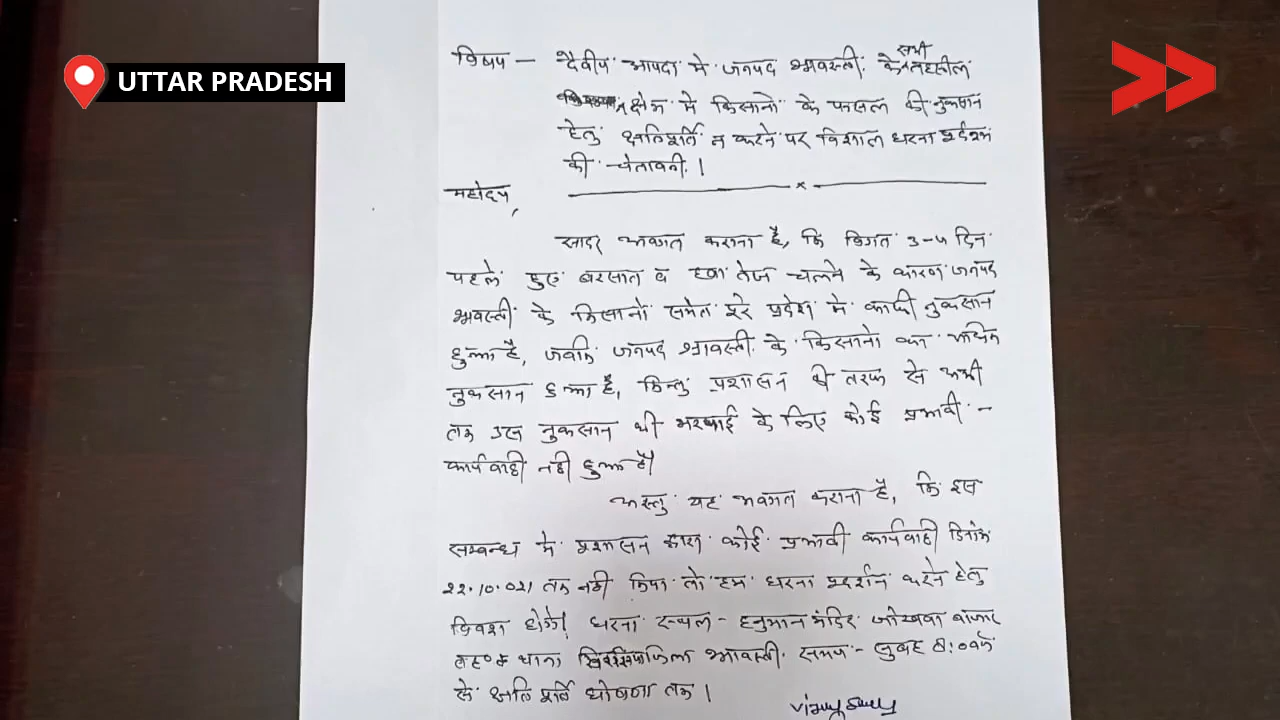 UTTAR PRADESH
विषय — दैवीय आपदा में जनपद श्रावस्ती के सभी तहसील
क्षेत्र में किसानों के फसल की नुकसान
हेतु क्षतिपूर्ति न करने पर विशाल धरना प्रर्दशन
की चेतावनी।
महोदय,
सादर अवगत कराना है, कि विगत 3-4 दिन
पहले हुए बरसात व हवा तेज चलने के कारण जनपद
श्रावस्ती के किसानों समेत पूरे प्रदेश में काफी नुकसान
हुआ है, जबकि जनपद श्रावस्ती के किसानों का अधिक
नुकसान हुआ है, किन्तु प्रशासन की तरफ से अभी
तक उस नुकसान की भरपाई के लिए कोई प्रभावी -
कार्यवाही नही हुआ है।
अस्तु यह अवगत कराना है, कि इस
सम्बन्ध में प्रशासन द्वारा कोई प्रभावी कार्यवाही दिनांक
22.10.021 तक नही किया तो हम धरना प्रदर्शन करने हेतु
विवश होंगे। धरना स्थल - हनुमान मंदिर जोखवा बाजार
तह० व थाना जिला श्रावस्ती समय - सुबह 8:00 बजे
से क्षतिपूर्ति घोषणा तक।